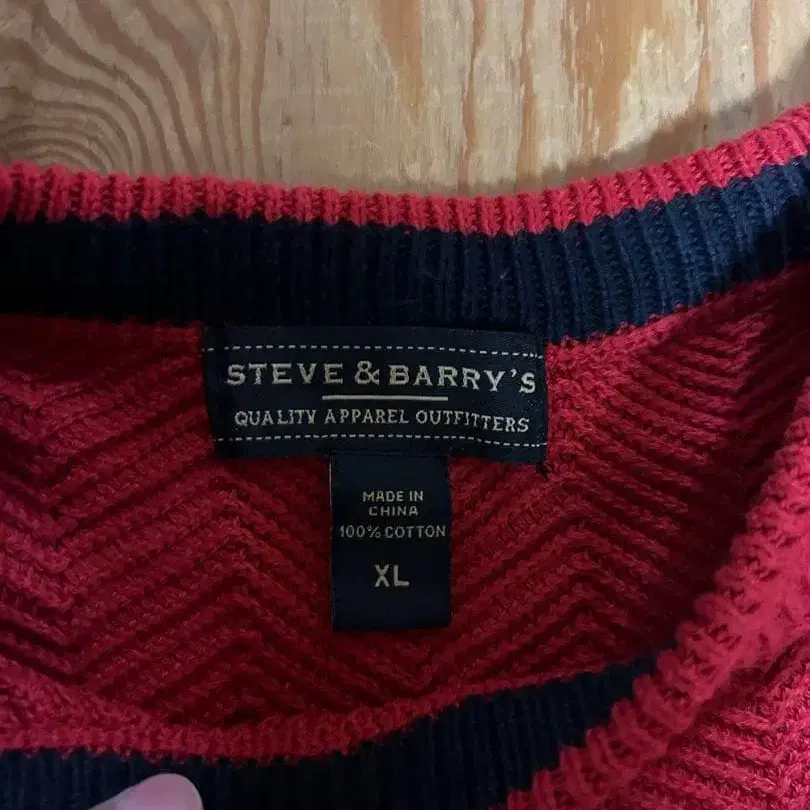 STEVE & BARRY'S
QUALITY APPAREL OUTFITTERS
MADE IN
CHINA
100% COTTON
XL